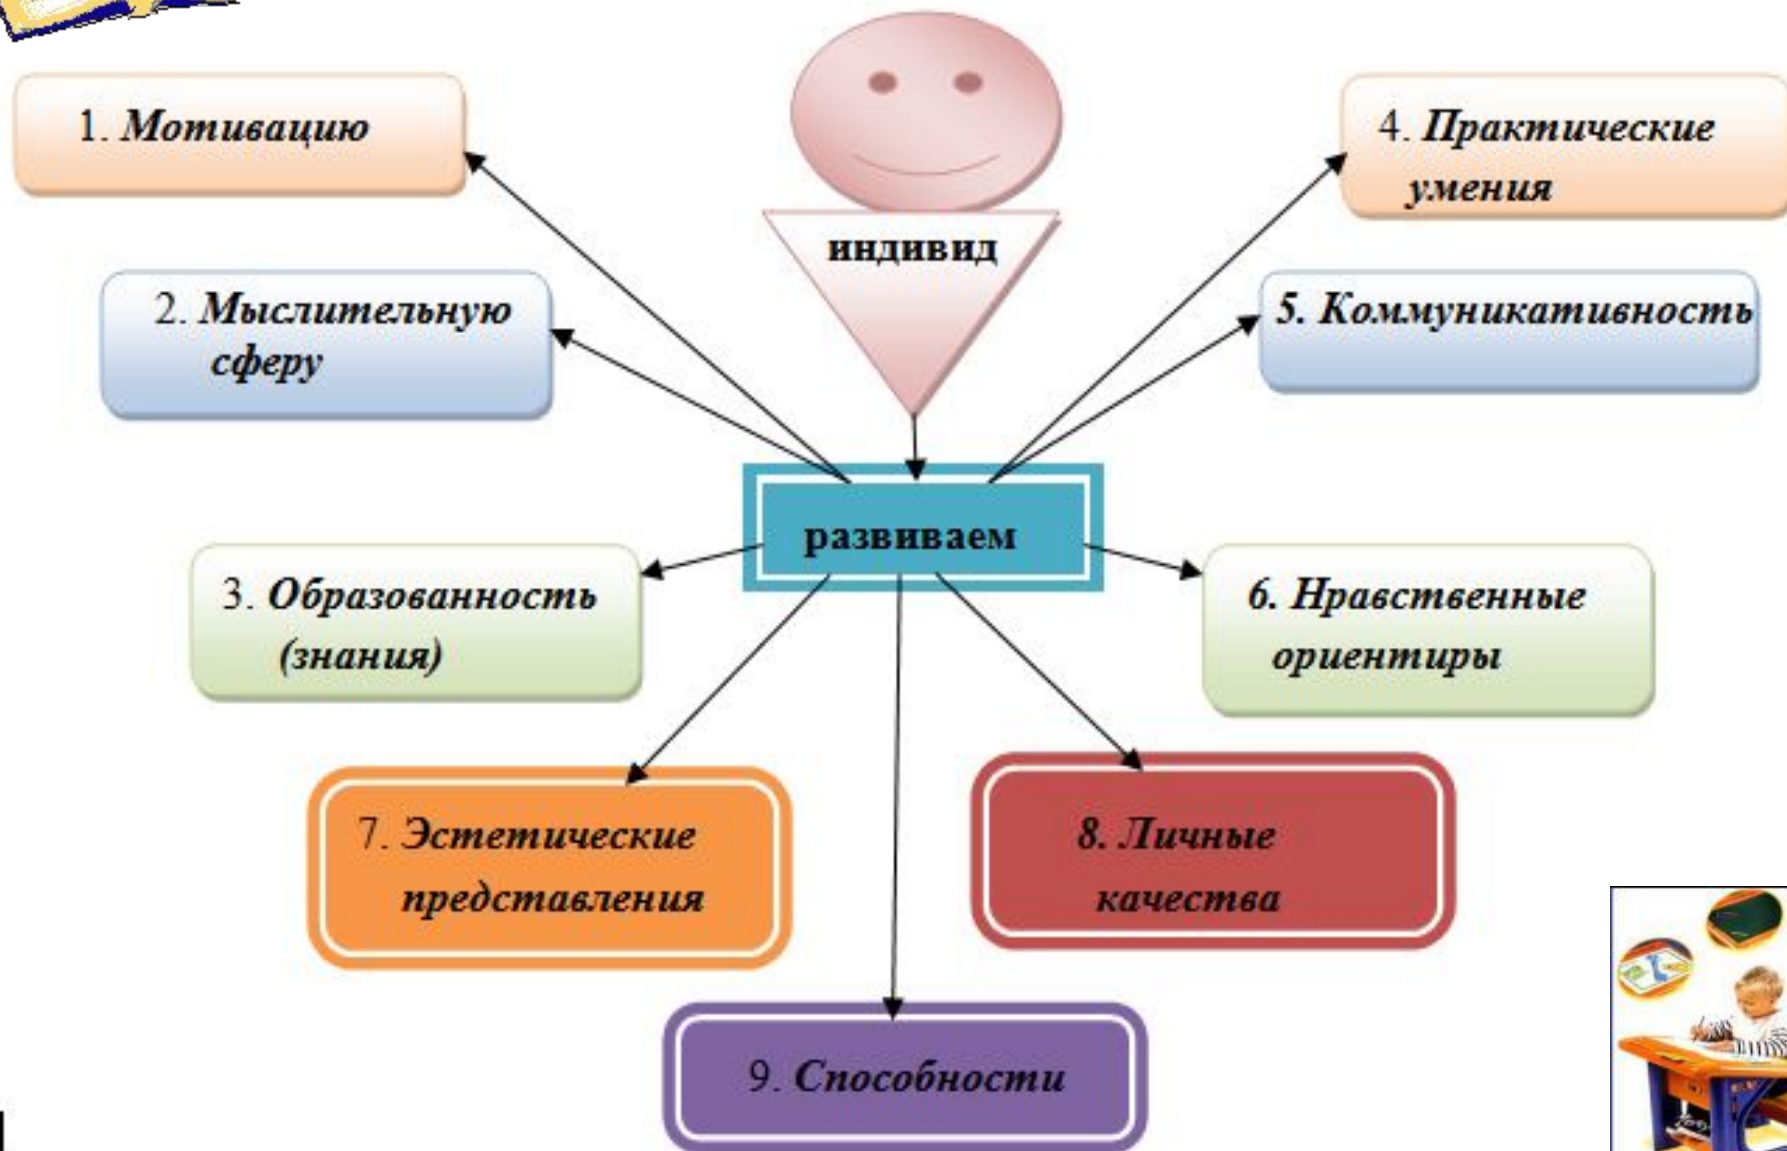 1. Мотивацию
2. Мыслительную
сферу
3. Образованность
(знания)
индивид
развиваем
4. Практические
умения
5. Коммуникативность
6. Нравственные
ориентиры
7. Эстетические
представления
8. Личные
качества
9. Способности